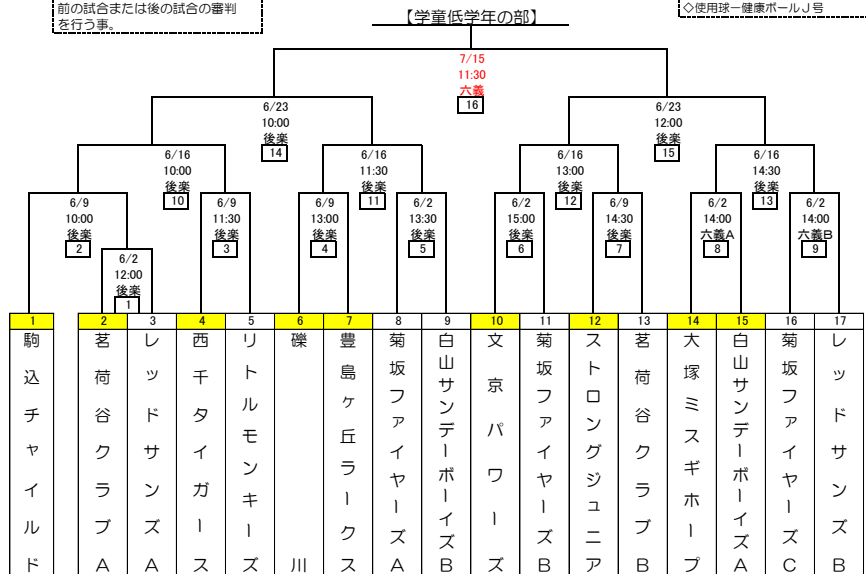 前の試合または後の試合の審判
を行う事。
◇使用球－健康ボールJ号
【学童低学年の部】
7/15
11:30
六義
16
6/23
10:00
後楽
14
6/23
12:00
後楽
15
6/16
10:00
後楽
10
6/16
11:30
後楽
11
6/16
13:00
後楽
12
6/16
14:30
後楽
13
6/9
10:00
後楽
2
6/9
11:30
後楽
3
6/9
13:00
後楽
4
6/2
13:30
後楽
5
6/2
15:00
後楽
6
6/9
14:30
後楽
7
6/2
14:00
六義A
8
6/2
14:00
六義B
9
6/2
12:00
後楽
1
1 2 3 4 5 6 7 8 9 10 11 12 13 14 15 16 17
駒込チャイルド
茗荷谷クラブA
レッドサンズA
西千タイガース
リトルモンキーズ
礫川
豊島ヶ丘ラークス
菊坂ファイヤーズA
白山サンデーボーイズB
文京パワーズ
菊坂ファイヤーズB
ストロングジュニア
茗荷谷クラブB
大塚ミスギホープ
白山サンデーボーイズA
菊坂ファイヤーズC
レッドサンズB